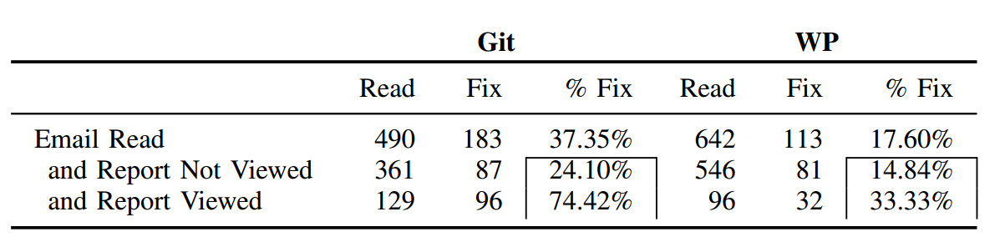 Git WP
Read Fix % Fix Read Fix % Fix
Email Read 490 183 37.35% 642 113 17.60%
and Report Not Viewed 361 87 24.10% 546 81 14.84%
and Report Viewed 129 96 74.42% 96 32 33.33%